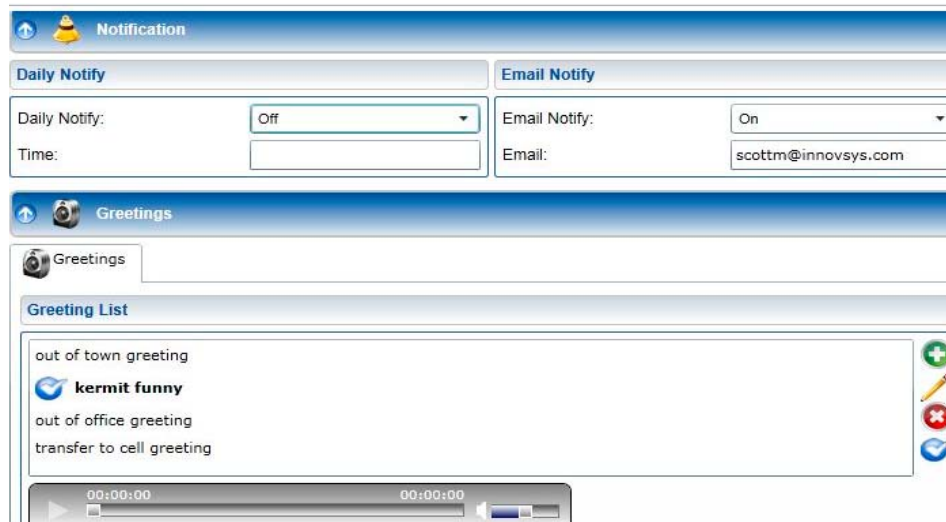 Notification
Daily Notify
Daily Notify:
Off
Time:
Email Notify
Email Notify:
On
Email:
scottm@innovsys.com
Greetings
Greetings
Greeting List
out of town greeting
kermit funny
out of office greeting
transfer to cell greeting
00:00:00 00:00:00